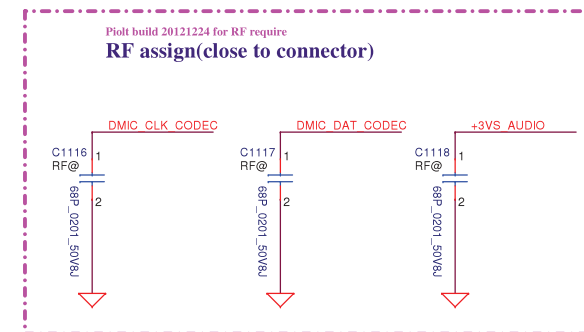 Piolt build 20121224 for RF require
RF assign(close to connector)
DMIC_CLK_CODEC
DMIC_DAT_CODEC
+3VS_AUDIO
C1116
RF@
1
2
68P_0201_50V8J
C1117
RF@
1
2
68P_0201_50V8J
C1118
RF@
1
2
68P_0201_50V8J